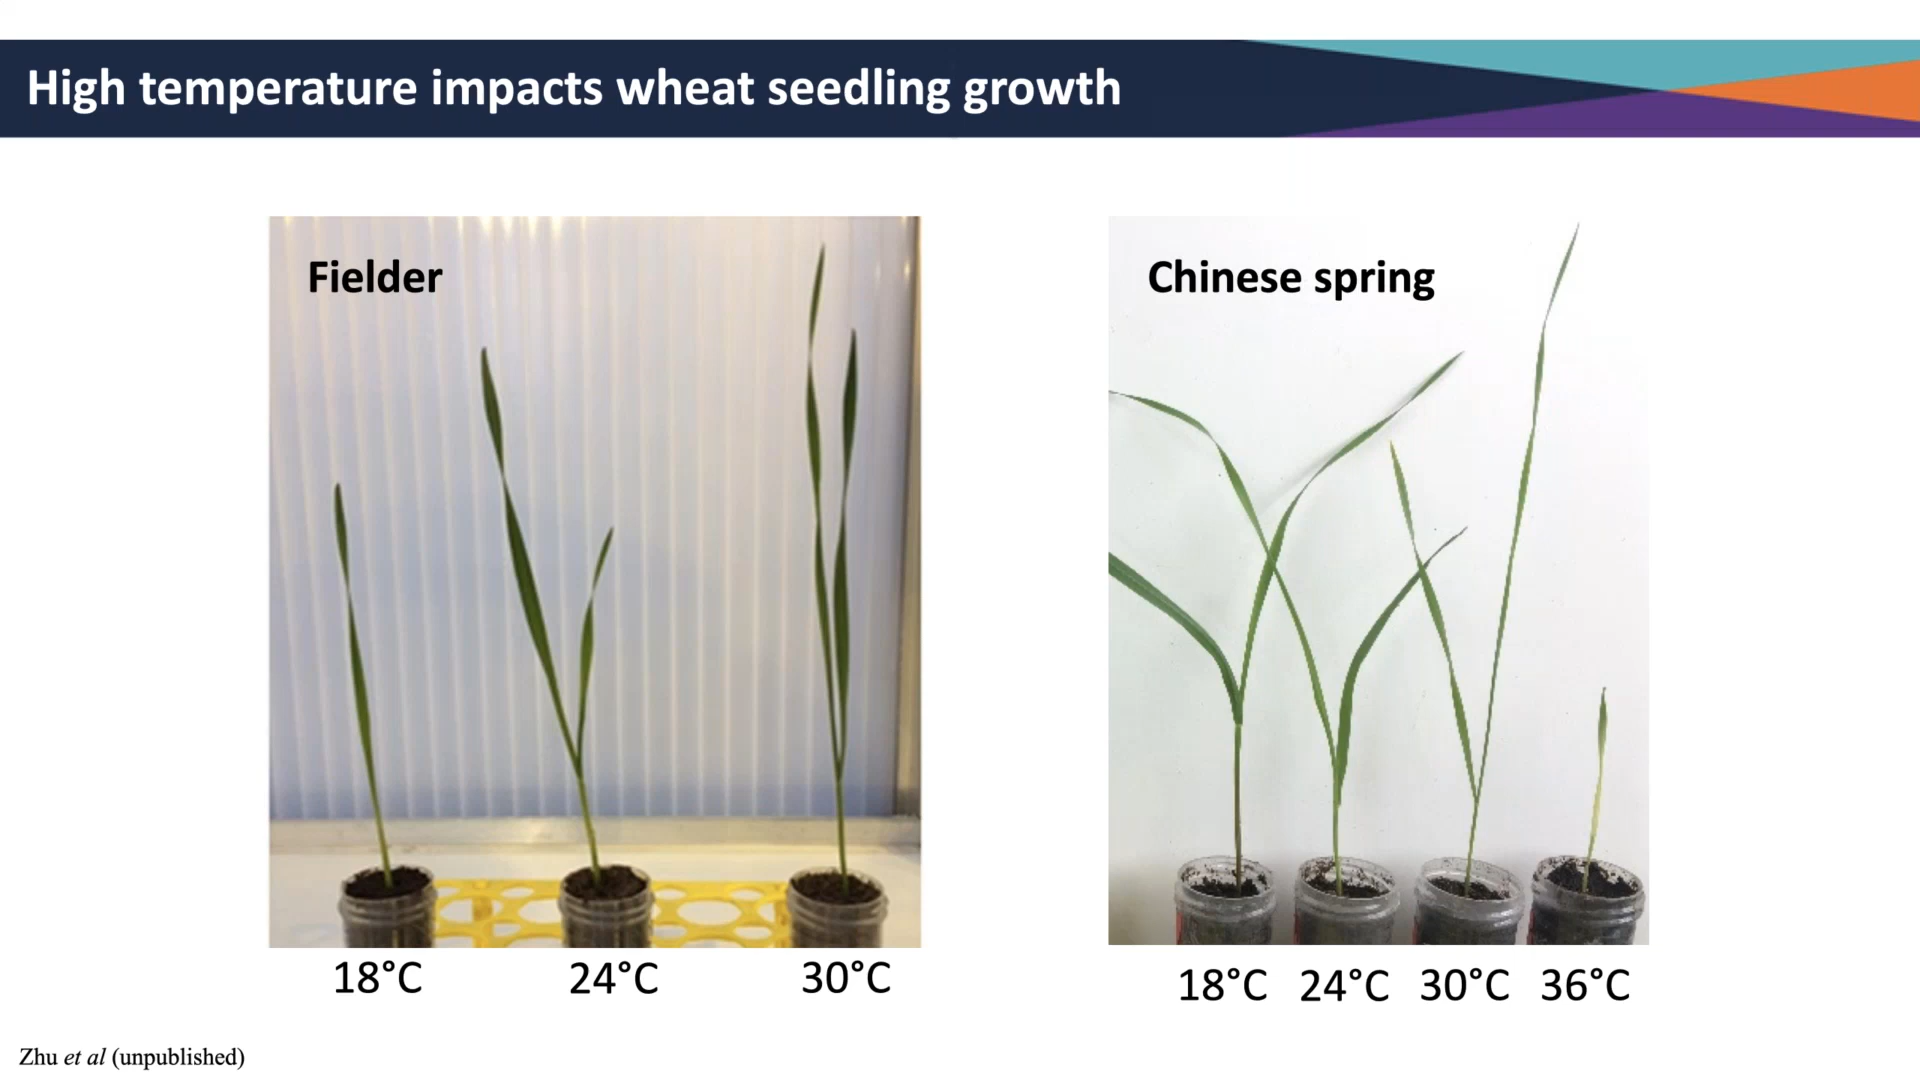 High temperature impacts wheat seedling growth
Fielder
Chinese spring
18°C 24°C 30°C
18°C 24°C 30°C 36°C
Zhu et al (unpublished)